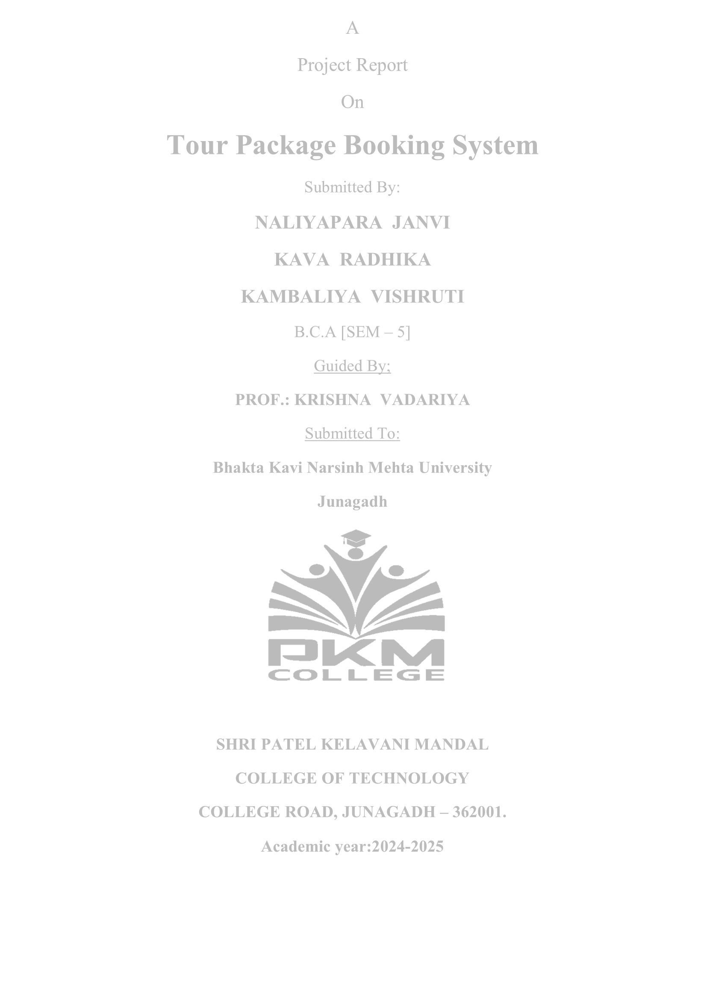 A
Project Report
On
Tour Package Booking System
Submitted By:
NALIYAPARA JANVI
KAVA RADHIKA
KAMBALIYA VISHRUTI
B.C.A [SEM – 5]
Guided By;
PROF.: KRISHNA VADARIYA
Submitted To:
Bhakta Kavi Narsinh Mehta University
Junagadh
PKM
COLLEGE
SHRI PATEL KELAVANI MANDAL
COLLEGE OF TECHNOLOGY
COLLEGE ROAD, JUNAGADH – 362001.
Academic year:2024-2025